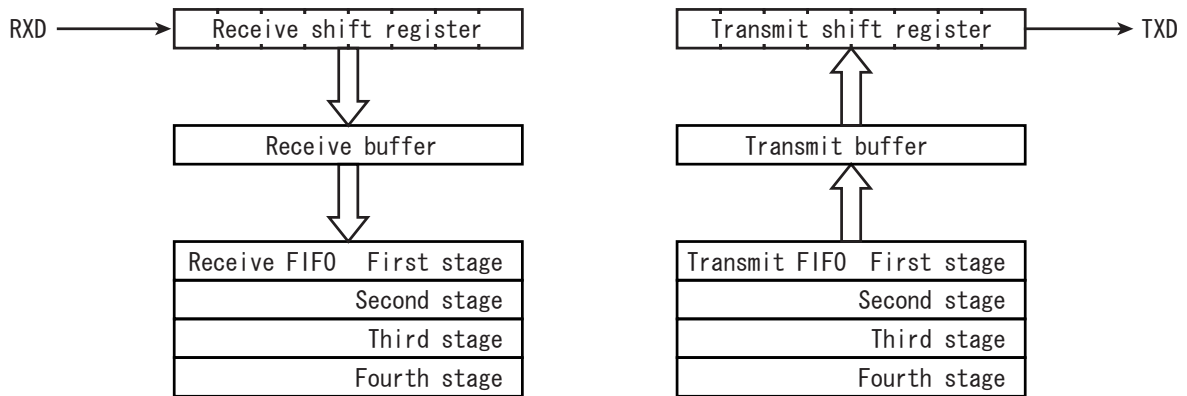 RXD
Receive shift register
Receive buffer
Receive FIFO First stage
Second stage
Third stage
Fourth stage
Transmit shift register
TXD
Transmit buffer
Transmit FIFO First stage
Second stage
Third stage
Fourth stage